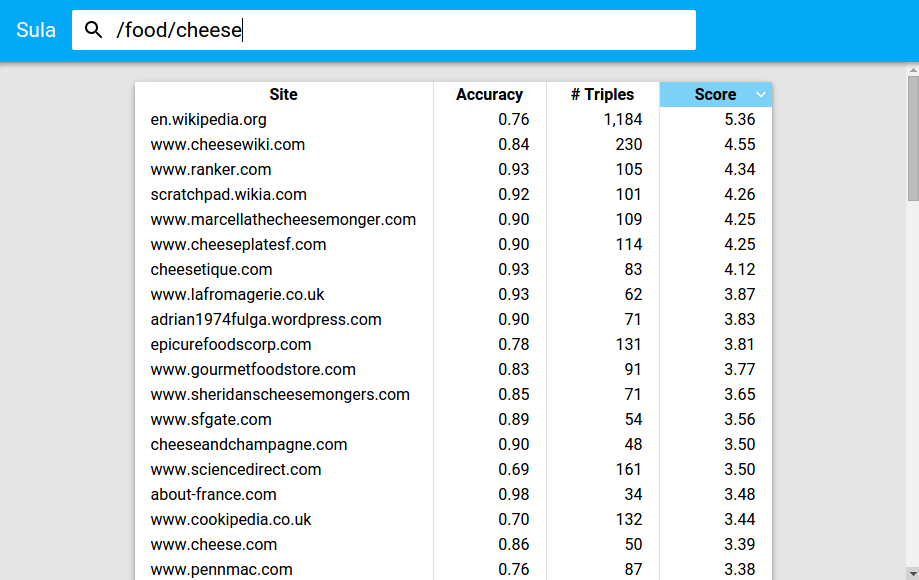 Sula /food/cheese
Site Accuracy # Triples Score
en.wikipedia.org 0.76 1,184 5.36
www.cheesewiki.com 0.84 230 4.55
www.ranker.com 0.93 105 4.34
scratchpad.wikia.com 0.92 101 4.26
www.marcellathecheesemonger.com 0.90 109 4.25
www.cheeseplatesf.com 0.90 114 4.25
cheesetique.com 0.93 83 4.12
www.lafromagerie.co.uk 0.93 62 3.87
adrian1974fulga.wordpress.com 0.90 71 3.83
epicurefoodscorp.com 0.78 131 3.81
www.gourmetfoodstore.com 0.83 91 3.77
www.sheridanscheesemongers.com 0.85 71 3.65
www.sfgate.com 0.89 54 3.56
cheeseandchampagne.com 0.90 48 3.50
www.sciencedirect.com 0.69 161 3.50
about-france.com 0.98 34 3.48
www.cookipedia.co.uk 0.70 132 3.44
www.cheese.com 0.86 50 3.39
www.pennmac.com 0.76 87 3.38